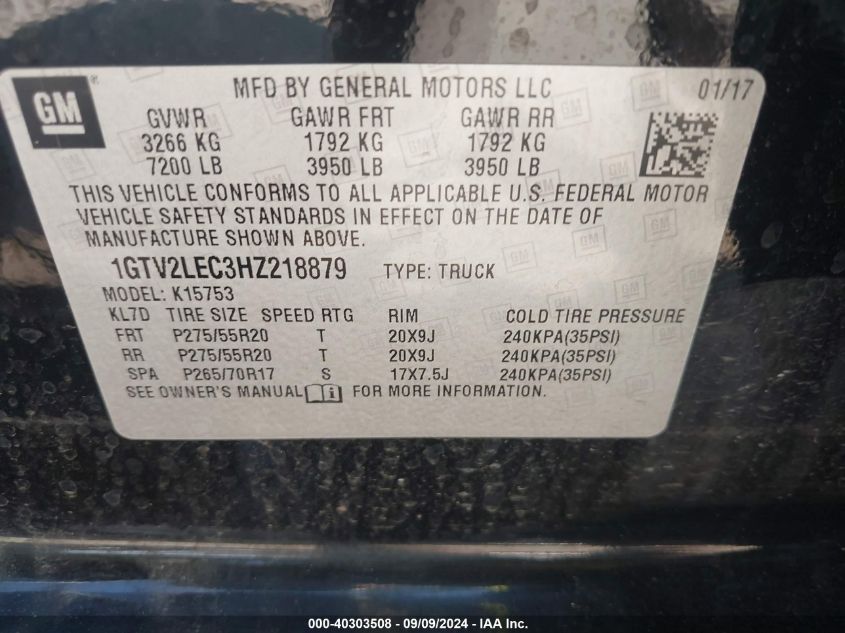 GM ®
MFD BY GENERAL MOTORS LLC 01/17
GVWR GAWR FRT GAWR RR
3266 KG 1792 KG 1792 KG
7200 LB 3950 LB 3950 LB
THIS VEHICLE CONFORMS TO ALL APPLICABLE U.S. FEDERAL MOTOR
VEHICLE SAFETY STANDARDS IN EFFECT ON THE DATE OF
MANUFACTURE SHOWN ABOVE.
1GTV2LEC3HZ218879 TYPE: TRUCK
MODEL: K15753
KL7D TIRE SIZE SPEED RTG RIM COLD TIRE PRESSURE
FRT P275/55R20 T 20X9J 240KPA(35PSI)
RR P275/55R20 T 20X9J 240KPA(35PSI)
SPA P265/70R17 S 17X7.5J 240KPA(35PSI)
SEE OWNER'S MANUAL i FOR MORE INFORMATION.
000-40303508 - 09/09/2024 - IAA Inc.